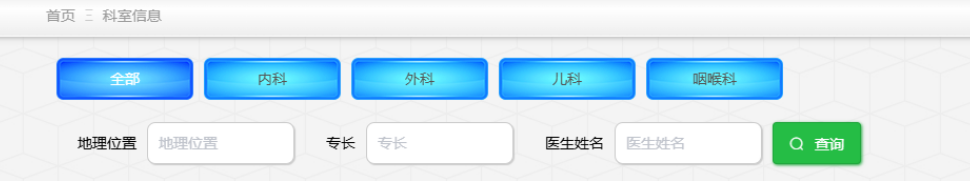 首页 三 科室信息
全部 内科 外科 儿科 咽喉科
地理位置 地理位置 专长 专长 医生姓名 医生姓名 查询